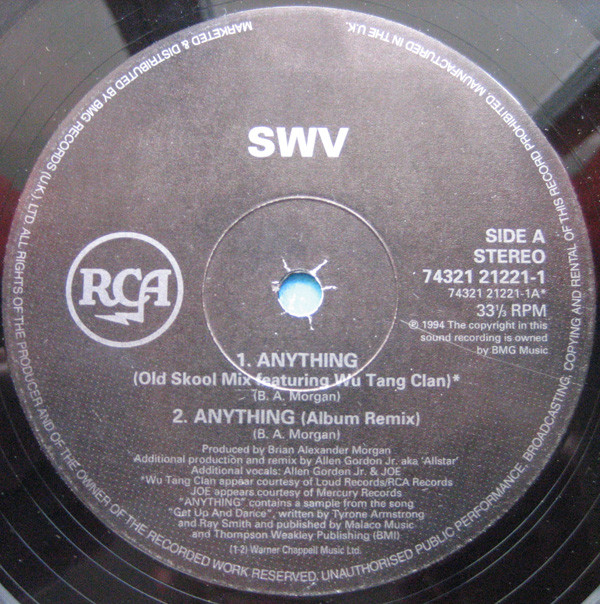 MARKETED & DISTRIBUTED BY BMG RECORDS (U.K.), LTD ALL RIGHTS OF THE PRODUCER AND OF THE OWNER OF THE RECORDED WORK RESERVED. UNAUTHORISED PUBLIC PERFORMANCE, BROADCASTING, COPYING AND RENTAL OF THIS RECORD PROHIBITED. MAUNFACTURED IN THE U.K.
SWV
RCA
SIDE A
STEREO
74321 21221-1
74321 21221-1A*
33⅓ RPM
℗ 1994 The copyright in this
sound recording is owned
by BMG Music
1. ANYTHING
(Old Skool Mix featuring Wu Tang Clan)*
(B. A. Morgan)
2. ANYTHING (Album Remix)
(B. A. Morgan)
Produced by Brian Alexander Morgan
Additional production and remix by Allen Gordon Jr. aka 'Allstar'
Additional vocals: Allen Gordon Jr. & JOE
*Wu Tang Clan appear courtesy of Loud Records/RCA Records
JOE appears courtesy of Mercury Records
"ANYTHING" contains a sample from the song
"Get Up And Dance", written by Tyrone Armstrong
and Ray Smith and published by Malaco Music
and Thompson Weakley Publishing (BMI)
(1-2) Warner Chappell Music Ltd.